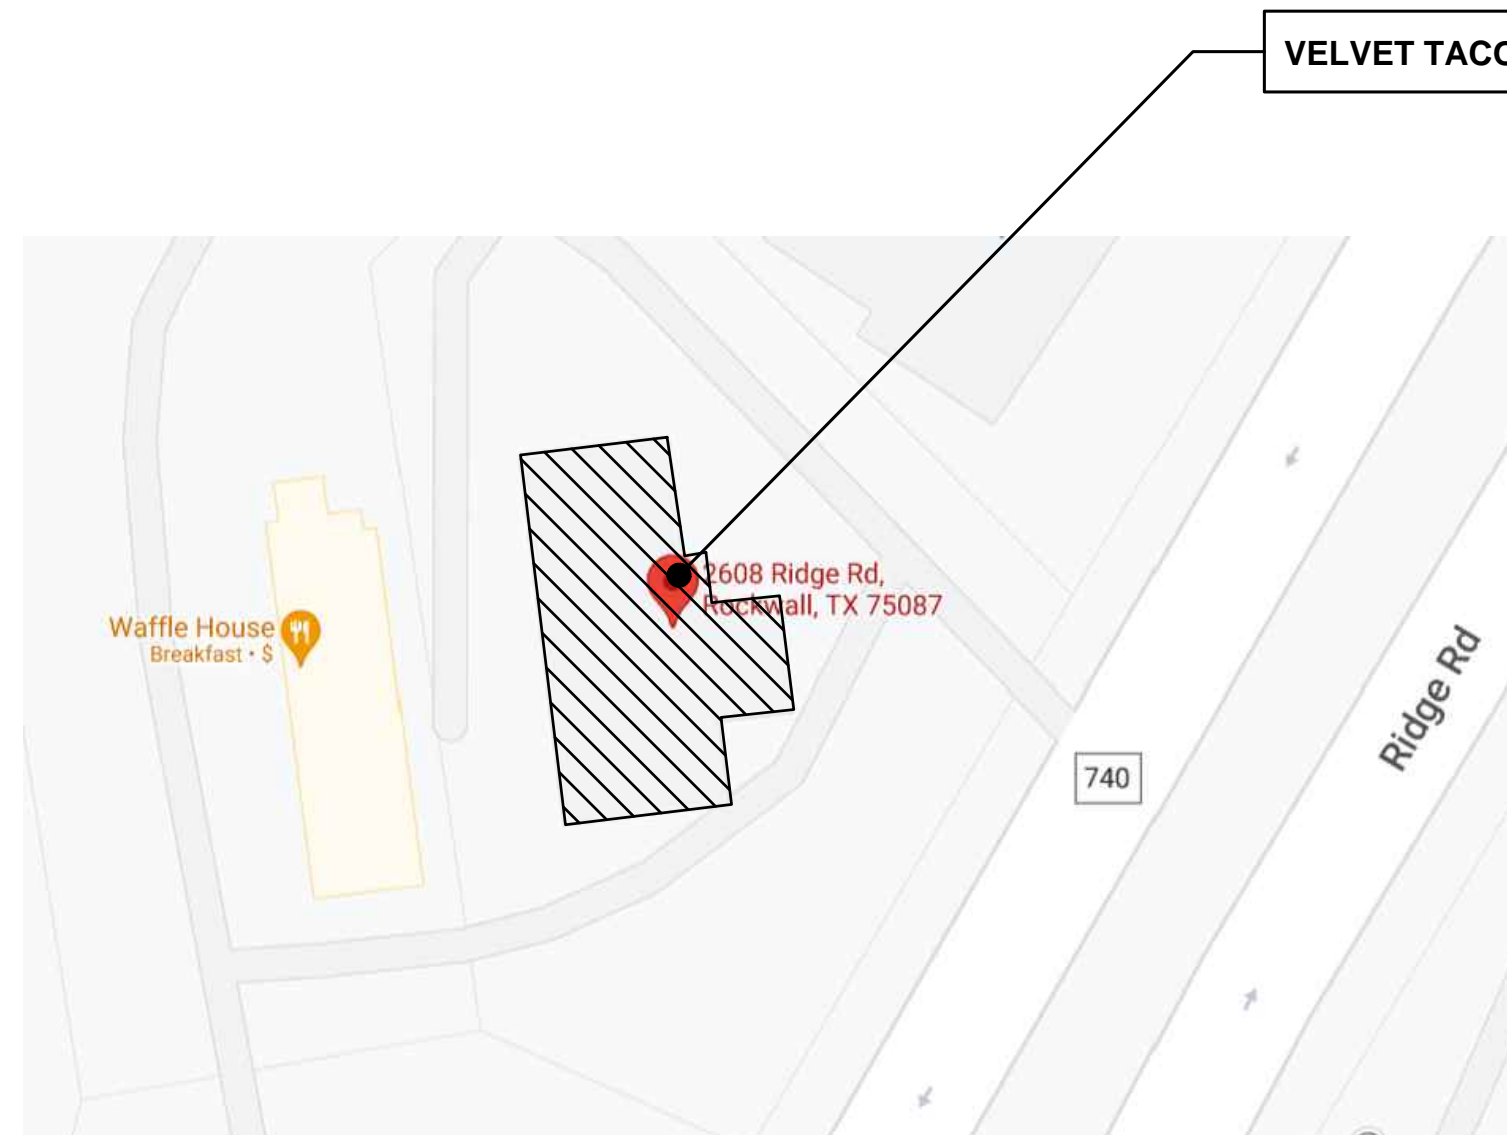 VELVET TACO
2608 Ridge Rd,
Rockwall, TX 75087
Waffle House
Breakfast • $
Ridge Rd
740